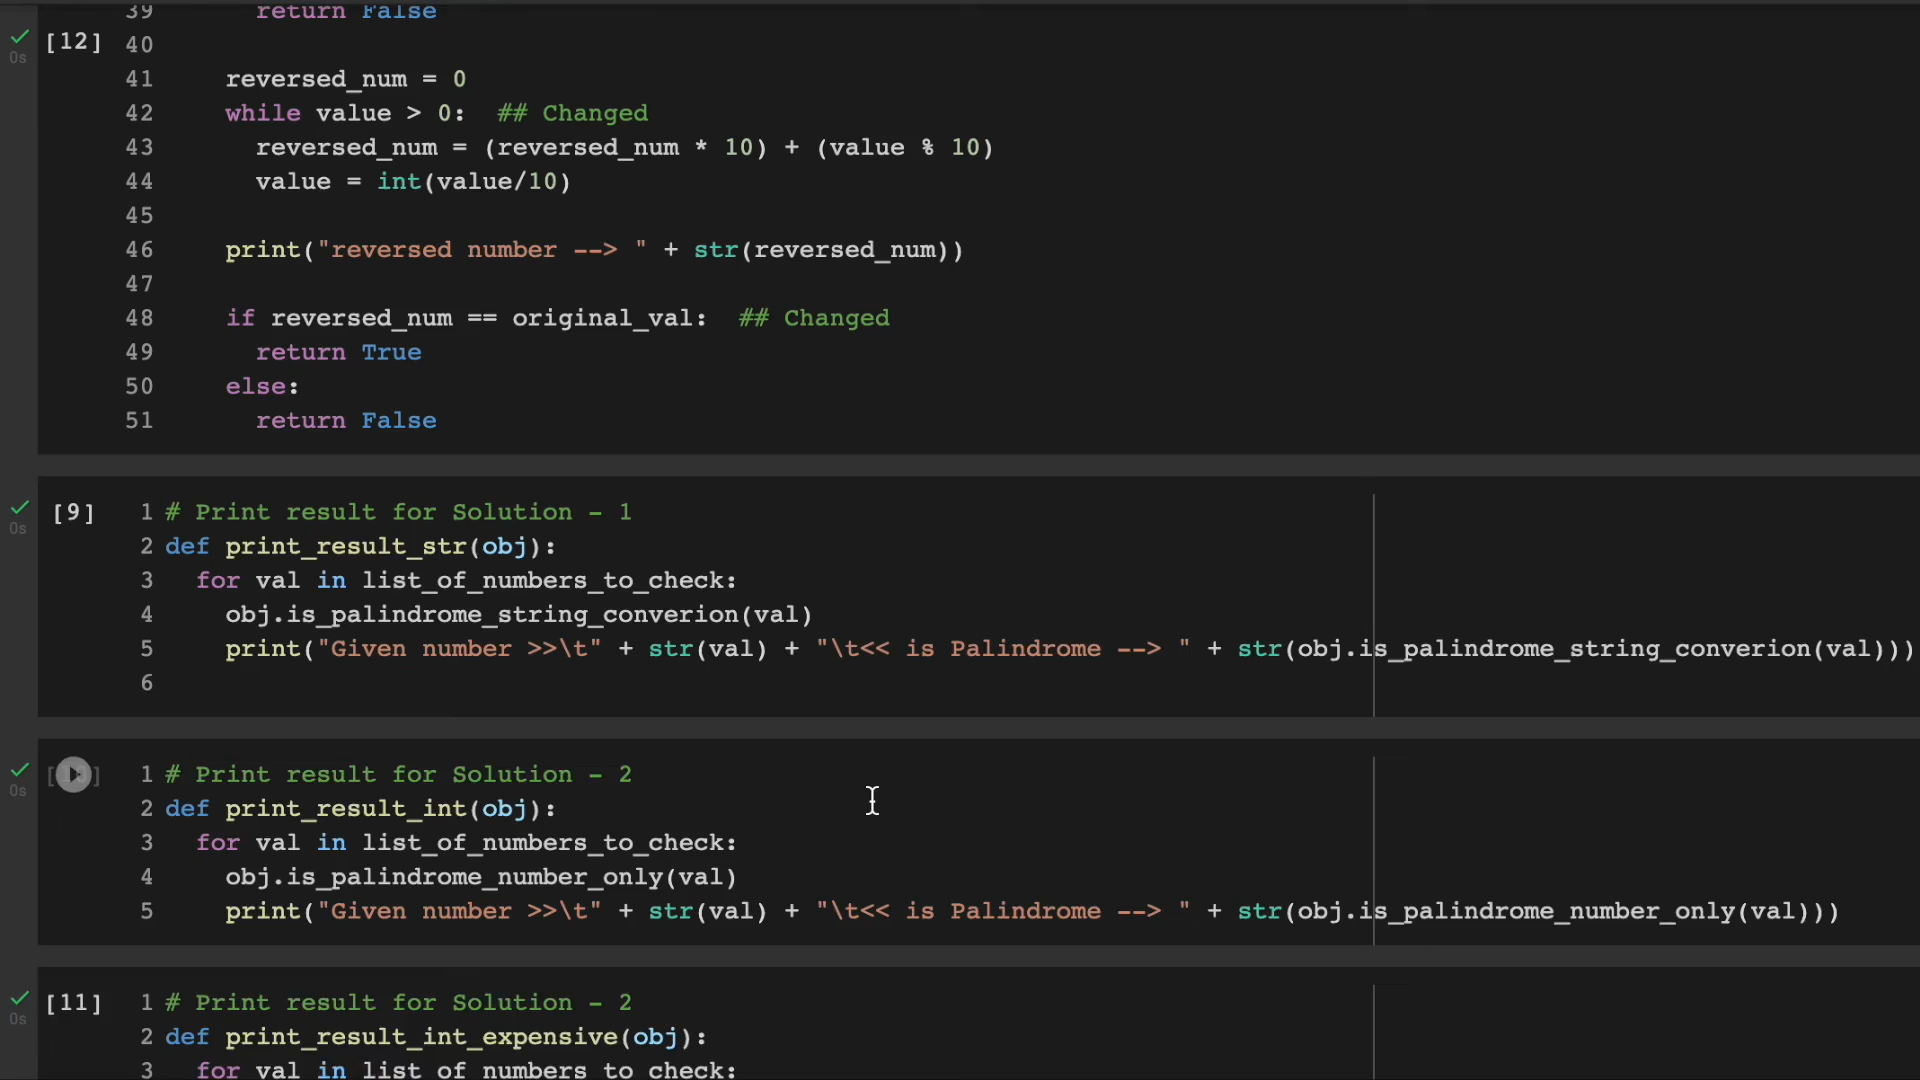 39 return False
[12] 40
0s
41 reversed_num = 0
42 while value > 0:  ## Changed
43 reversed_num = (reversed_num * 10) + (value % 10)
44 value = int(value/10)
45
46 print("reversed number --> " + str(reversed_num))
47
48 if reversed_num == original_val:  ## Changed
49 return True
50 else:
51 return False
[9] 1 # Print result for Solution - 1
0s
2 def print_result_str(obj):
3 for val in list_of_numbers_to_check:
4 obj.is_palindrome_string_converion(val)
5 print("Given number >>\t" + str(val) + "\t<< is Palindrome --> " + str(obj.is_palindrome_string_converion(val)))
6
1 # Print result for Solution - 2
0s
2 def print_result_int(obj):
3 for val in list_of_numbers_to_check:
4 obj.is_palindrome_number_only(val)
5 print("Given number >>\t" + str(val) + "\t<< is Palindrome --> " + str(obj.is_palindrome_number_only(val)))
[11] 1 # Print result for Solution - 2
0s
2 def print_result_int_expensive(obj):
3 for val in list_of_numbers_to_check: